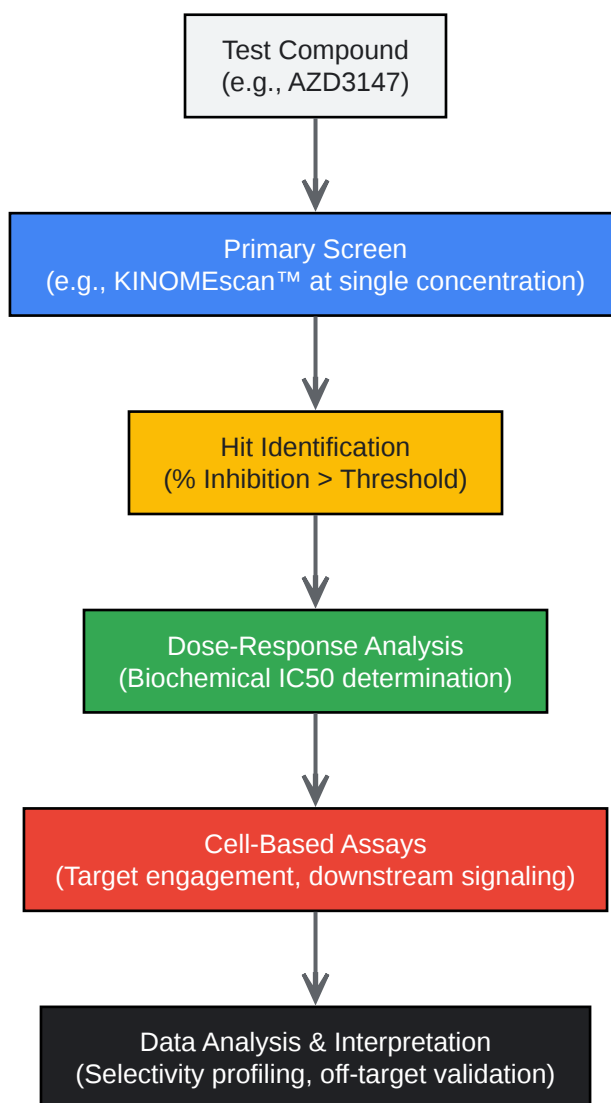 Test Compound
(e.g., AZD3147)
Primary Screen
(e.g., KINOMEscan™ at single concentration)
Hit Identification
(% Inhibition > Threshold)
Dose-Response Analysis
(Biochemical IC50 determination)
Cell-Based Assays
(Target engagement, downstream signaling)
Data Analysis & Interpretation
(Selectivity profiling, off-target validation)